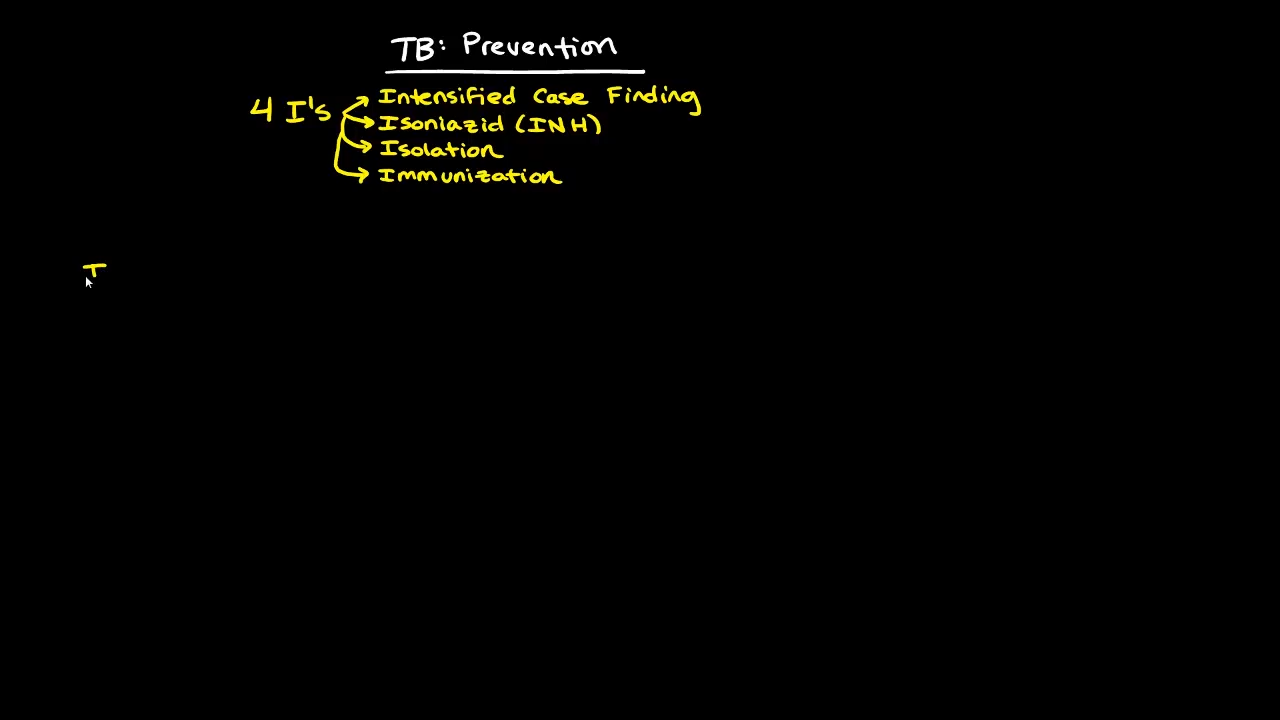 TB: Prevention
4 I's
Intensified Case Finding
Isoniazid (INH)
Isolation
Immunization